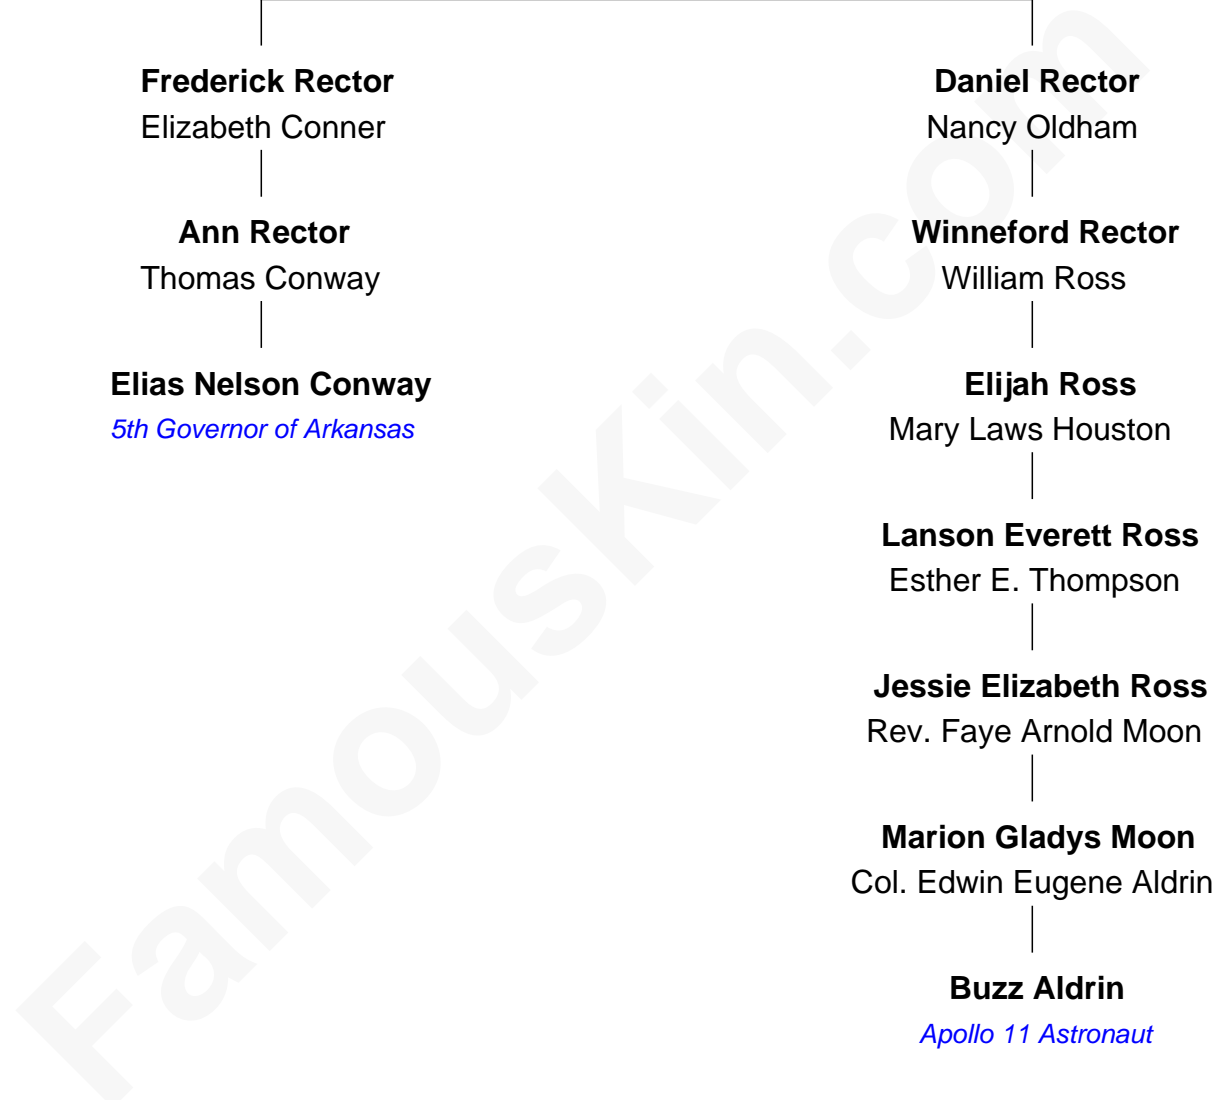 Frederick Rector
Elizabeth Conner
Ann Rector
Thomas Conway
Elias Nelson Conway
5th Governor of Arkansas
Daniel Rector
Nancy Oldham
Winneford Rector
William Ross
Elijah Ross
Mary Laws Houston
Lanson Everett Ross
Esther E. Thompson
Jessie Elizabeth Ross
Rev. Faye Arnold Moon
Marion Gladys Moon
Col. Edwin Eugene Aldrin
Buzz Aldrin
Apollo 11 Astronaut
FamousKin.com